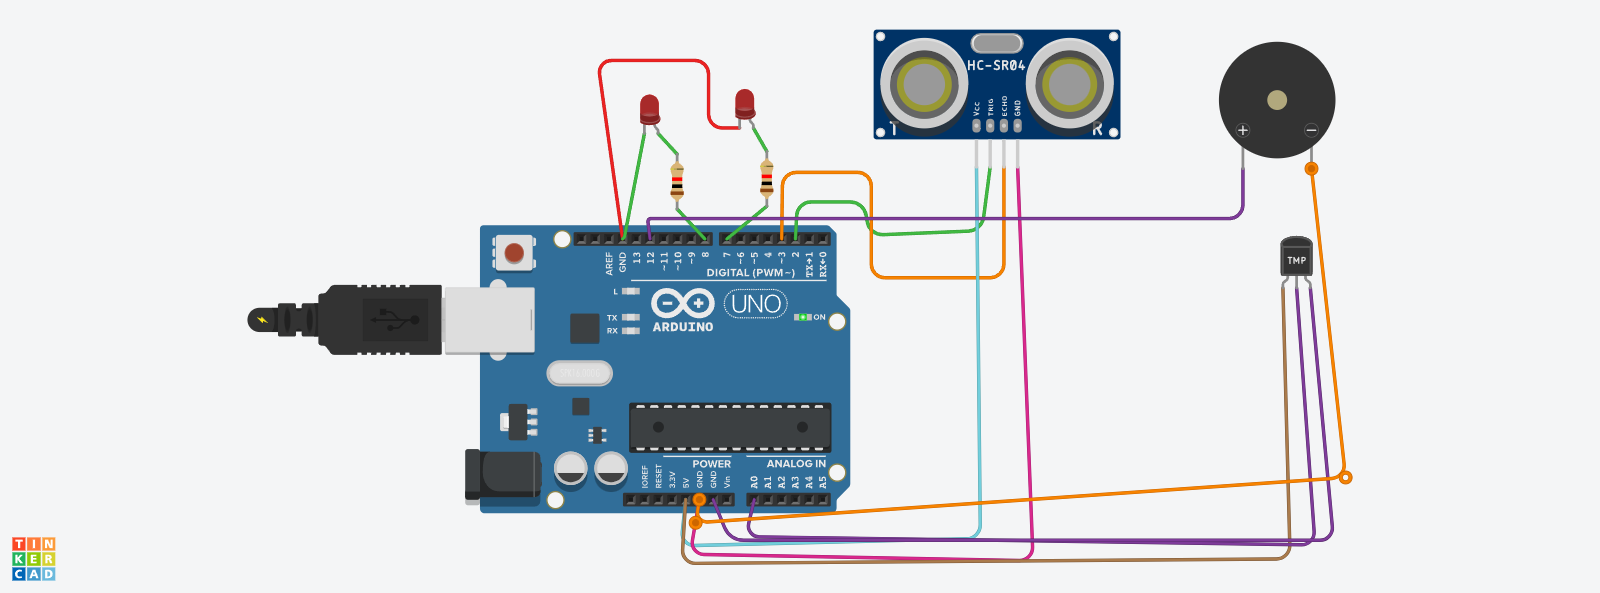 HC-SR04
VCC
TRIG
ECHO
GND
T
R
+
−
TMP
AREF
GND
13
12
~11
~10
~9
8
7
~6
~5
4
~3
2
TX→1
RX←0
DIGITAL (PWM~)
L
TX
RX
ARDUINO
UNO
ON
POWER
ANALOG IN
IOREF
RESET
3.3V
5V
GND
GND
Vin
A0
A1
A2
A3
A4
A5
TIN
KER
CAD